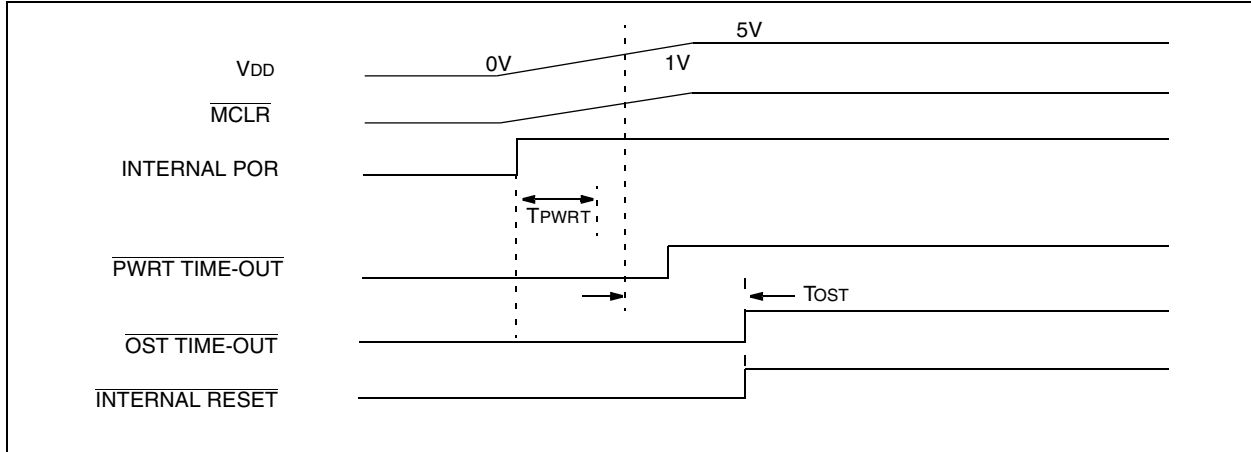 5V
VDD 0V 1V
MCLR
INTERNAL POR
TPWRT
PWRT TIME-OUT
TOST
OST TIME-OUT
INTERNAL RESET